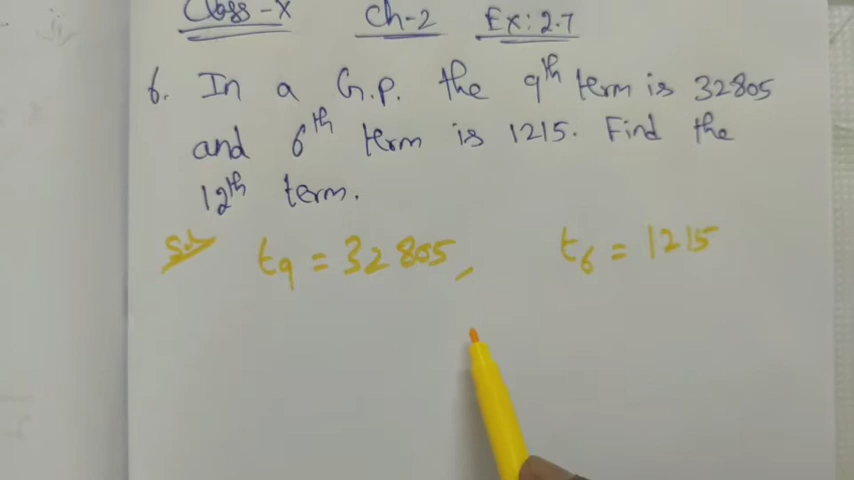 Class-X Ch-2 Ex: 2.7
6. In a G.P. the 9th term is 32805
and 6th term is 1215. Find the
12th term.
Sol t9 = 32805, t6 = 1215